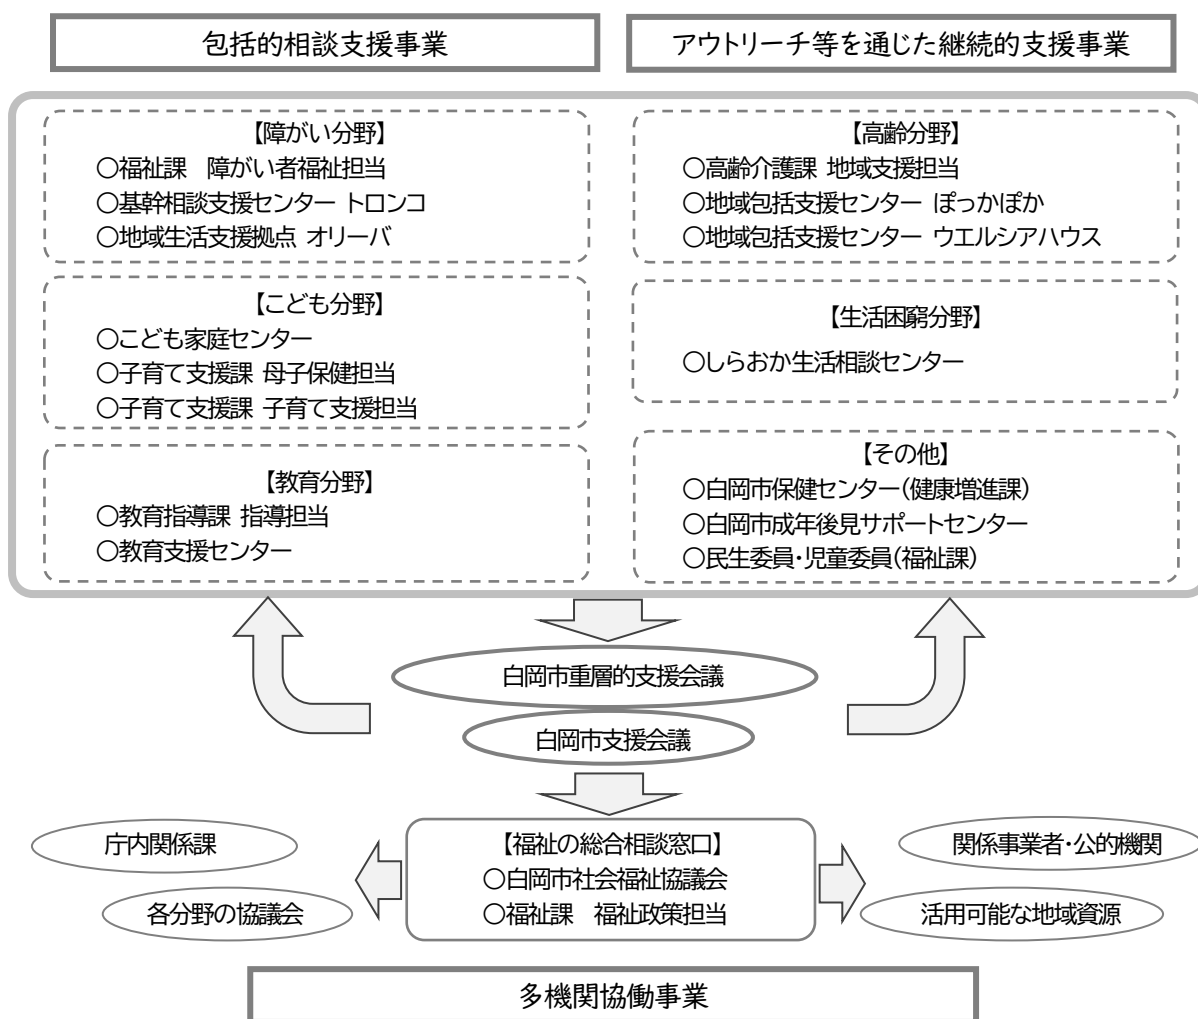 包括的相談支援事業
アウトリーチ等を通じた継続的支援事業
【障がい分野】
○福祉課　障がい者福祉担当
○基幹相談支援センター トロンコ
○地域生活支援拠点 オリーバ
【こども分野】
○こども家庭センター
○子育て支援課 母子保健担当
○子育て支援課 子育て支援担当
【教育分野】
○教育指導課 指導担当
○教育支援センター
【高齢分野】
○高齢介護課 地域支援担当
○地域包括支援センター ぽっかぽか
○地域包括支援センター ウエルシアハウス
【生活困窮分野】
○しらおか生活相談センター
【その他】
○白岡市保健センター(健康増進課)
○白岡市成年後見サポートセンター
○民生委員・児童委員(福祉課)
白岡市重層的支援会議
白岡市支援会議
庁内関係課
各分野の協議会
【福祉の総合相談窓口】
○白岡市社会福祉協議会
○福祉課　福祉政策担当
関係事業者・公的機関
活用可能な地域資源
多機関協働事業